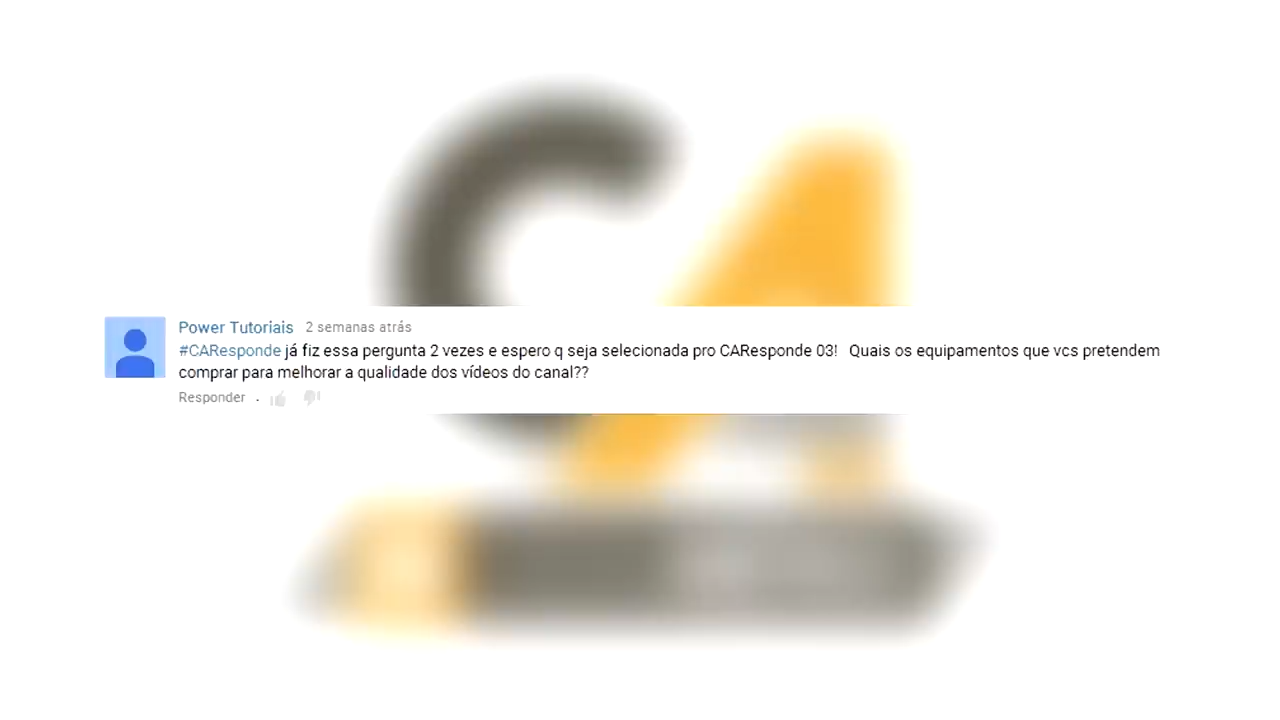 Power Tutoriais 2 semanas atrás
#CAResponde já fiz essa pergunta 2 vezes e espero q seja selecionada pro CAResponde 03! Quais os equipamentos que vcs pretendem
comprar para melhorar a qualidade dos vídeos do canal??
Responder .
CA